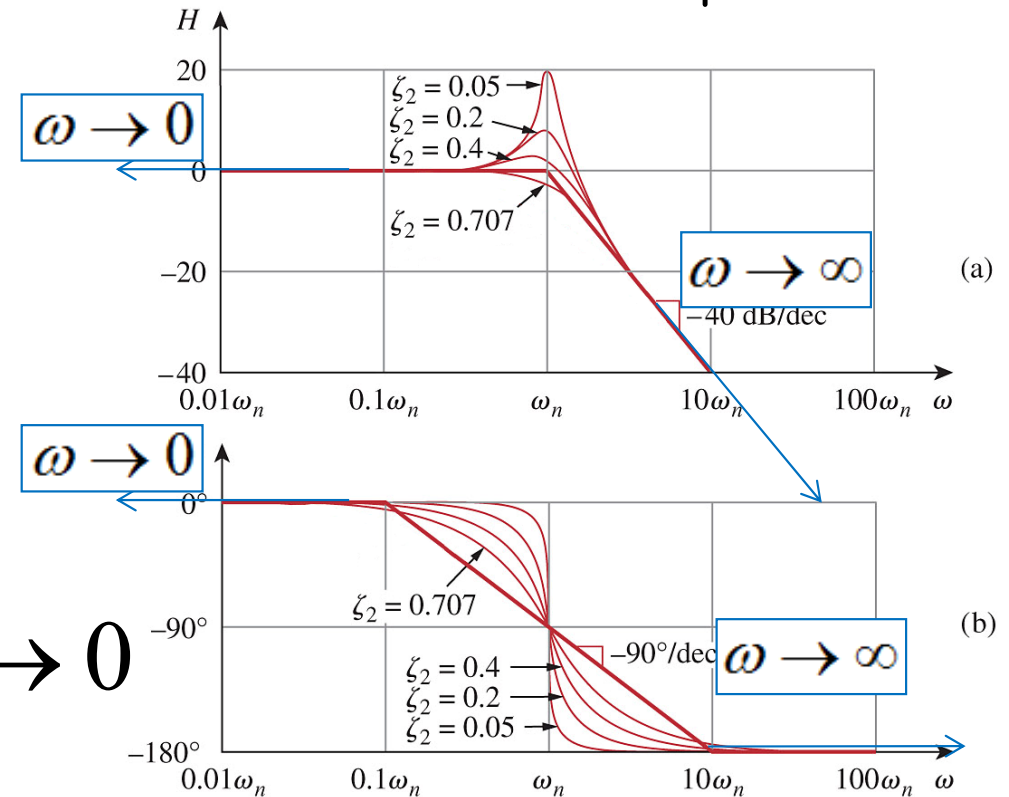 H
20
ζ₂ = 0.05
ζ₂ = 0.2
ζ₂ = 0.4
ω → 0
0
ζ₂ = 0.707
−20
ω → ∞
(a)
−40 dB/dec
−40
0.01ωₙ 0.1ωₙ ωₙ 10ωₙ 100ωₙ ω
ω → 0
0°
ζ₂ = 0.707
→ 0
−90°
(b)
−90°/dec
ω → ∞
ζ₂ = 0.4
ζ₂ = 0.2
ζ₂ = 0.05
−180°
0.01ωₙ 0.1ωₙ ωₙ 10ωₙ 100ωₙ ω